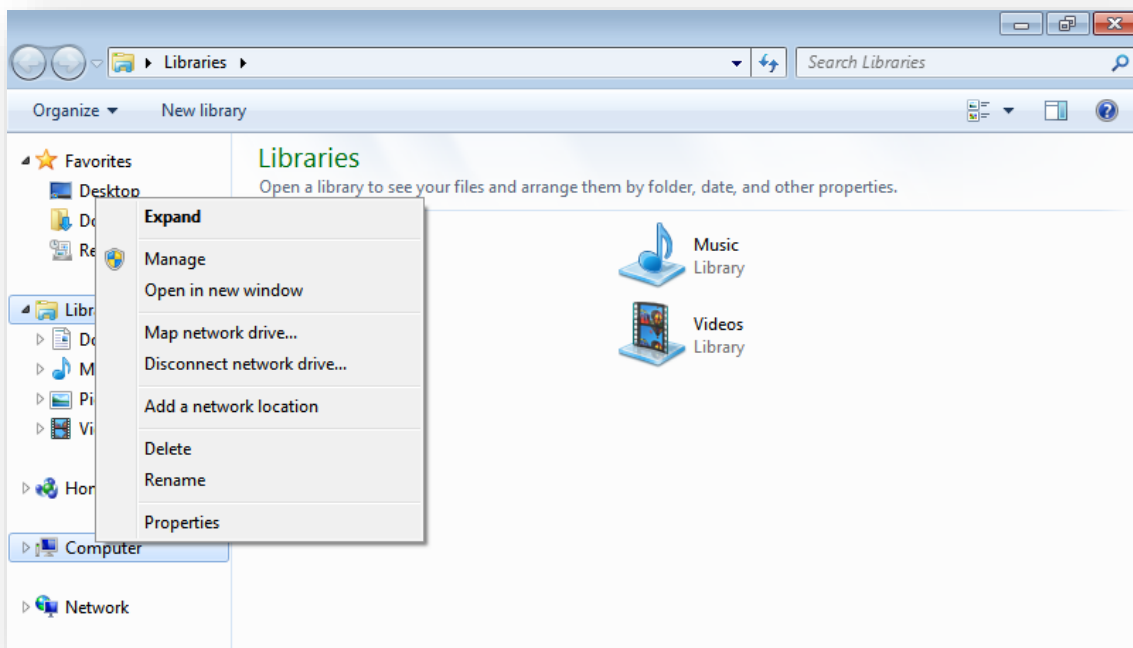 Libraries
Search Libraries
Organize
New library
Favorites
Desktop
Libraries
Open a library to see your files and arrange them by folder, date, and other properties.
Expand
Manage
Open in new window
Map network drive...
Disconnect network drive...
Add a network location
Delete
Rename
Properties
Music
Library
Videos
Library
Computer
Network